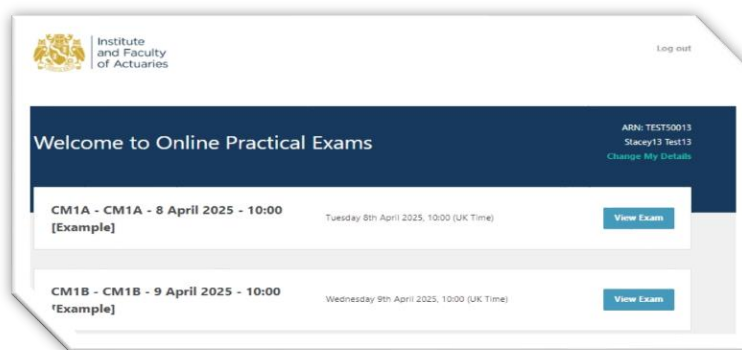 Institute
and Faculty
of Actuaries
Log out
Welcome to Online Practical Exams
ARN: TEST50013
Stacey13 Test13
Change My Details
CM1A - CM1A - 8 April 2025 - 10:00
[Example]
Tuesday 8th April 2025, 10:00 (UK Time)
View Exam
CM1B - CM1B - 9 April 2025 - 10:00
[Example]
Wednesday 9th April 2025, 10:00 (UK Time)
View Exam